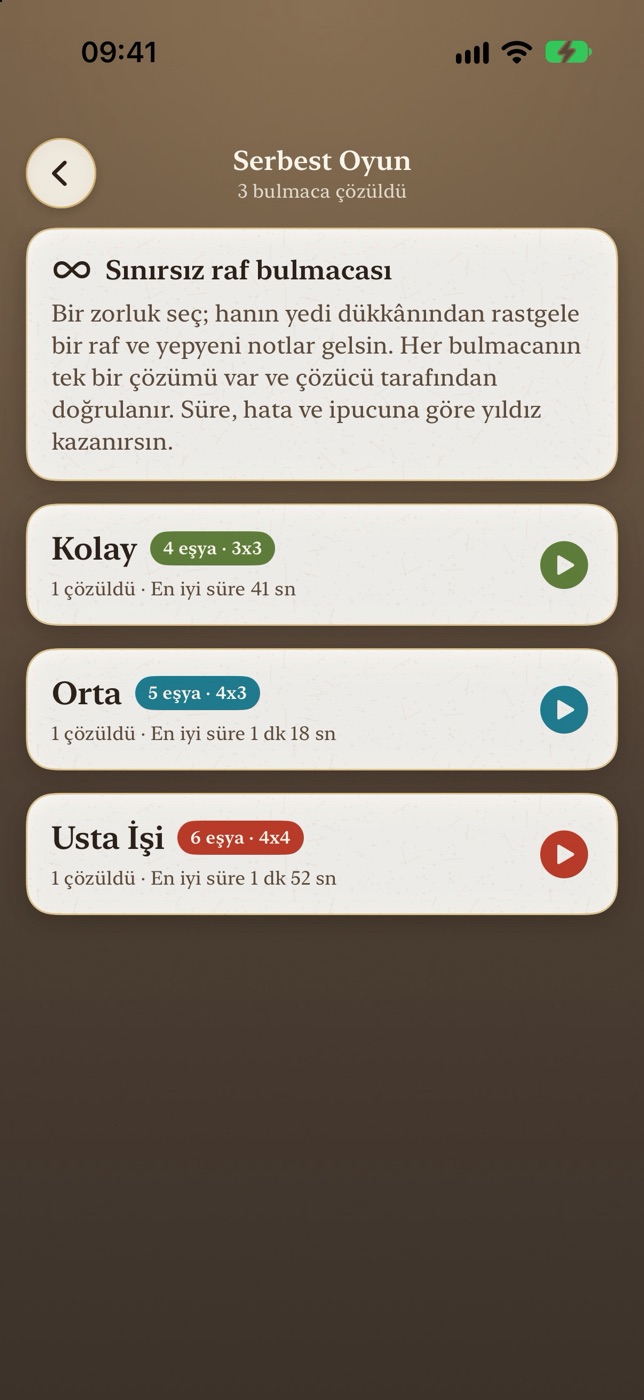 09:41
Serbest Oyun
3 bulmaca çözüldü
Sınırsız raf bulmacası
Bir zorluk seç; hanın yedi dükkânından rastgele
bir raf ve yepyeni notlar gelsin. Her bulmacanın
tek bir çözümü var ve çözücü tarafından
doğrulanır. Süre, hata ve ipucuna göre yıldız
kazanırsın.
Kolay 4 eşya · 3x3
1 çözüldü · En iyi süre 41 sn
Orta 5 eşya · 4x3
1 çözüldü · En iyi süre 1 dk 18 sn
Usta İşi 6 eşya · 4x4
1 çözüldü · En iyi süre 1 dk 52 sn